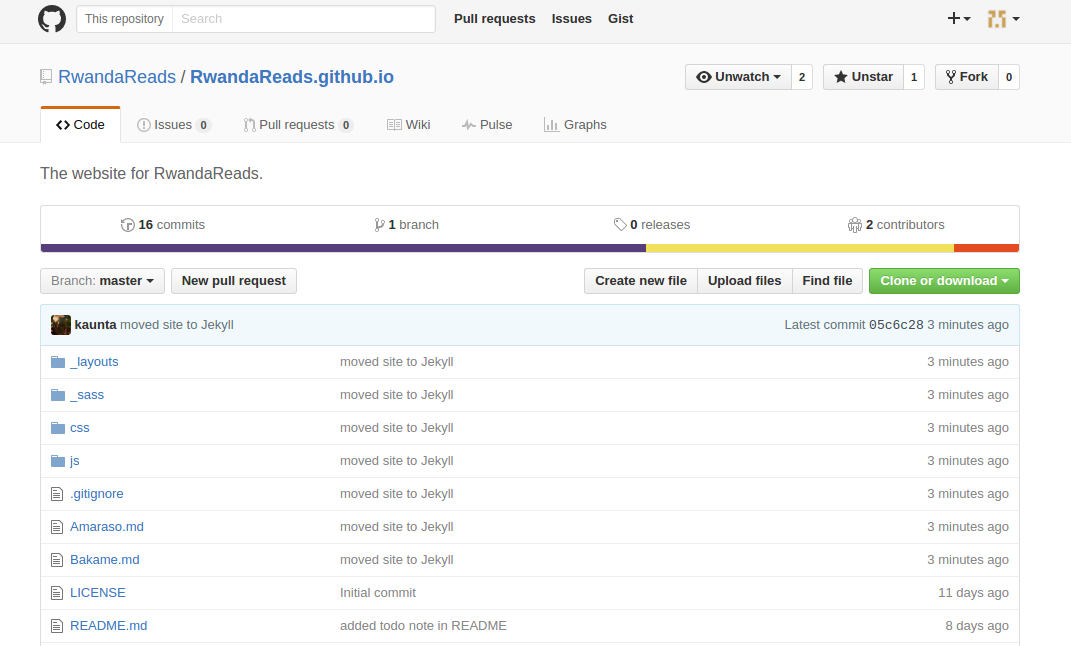 This repository Search Pull requests Issues Gist
RwandaReads / RwandaReads.github.io Unwatch 2 Unstar 1 Fork 0
Code Issues 0 Pull requests 0 Wiki Pulse Graphs
The website for RwandaReads.
16 commits 1 branch 0 releases 2 contributors
Branch: master New pull request Create new file Upload files Find file Clone or download
kaunta moved site to Jekyll Latest commit 05c6c28 3 minutes ago
_layouts moved site to Jekyll 3 minutes ago
_sass moved site to Jekyll 3 minutes ago
css moved site to Jekyll 3 minutes ago
js moved site to Jekyll 3 minutes ago
.gitignore moved site to Jekyll 3 minutes ago
Amaraso.md moved site to Jekyll 3 minutes ago
Bakame.md moved site to Jekyll 3 minutes ago
LICENSE Initial commit 11 days ago
README.md added todo note in README 8 days ago